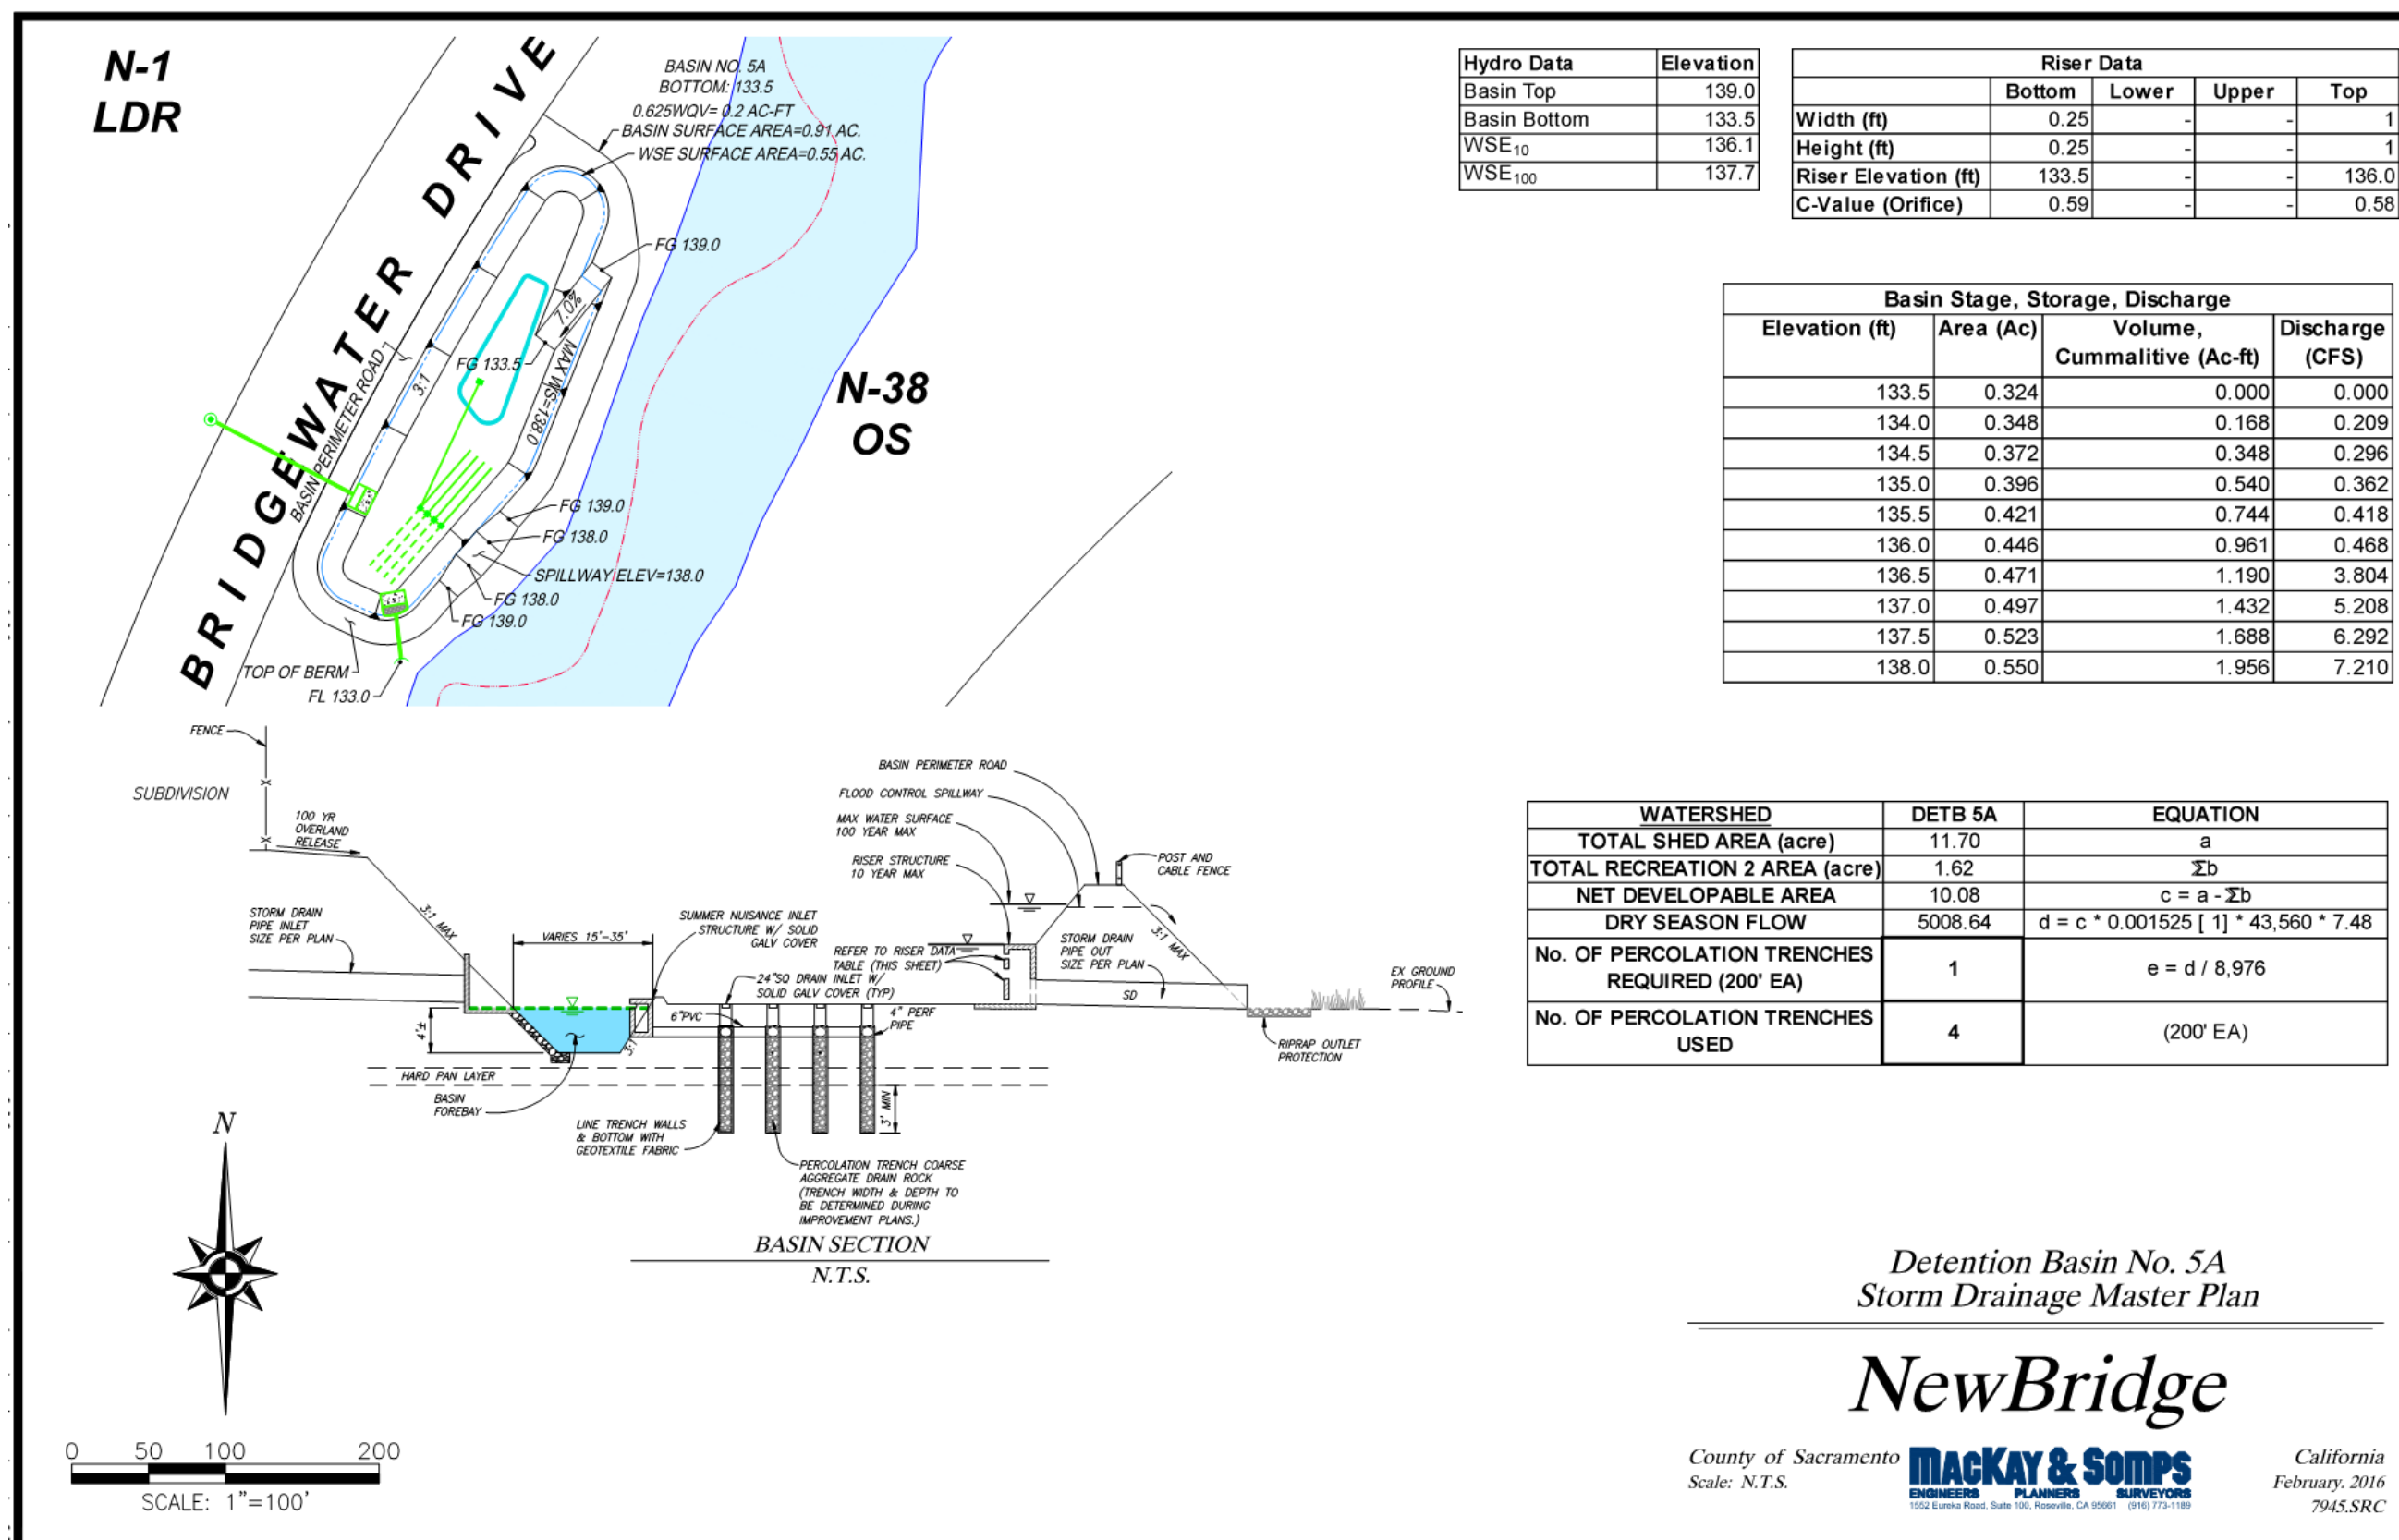 N-1
LDR
BRIDGEWATER DRIVE
BASIN NO. 5A
BOTTOM: 133.5
0.625WQV= 0.2 AC-FT
BASIN SURFACE AREA=0.91 AC.
WSE SURFACE AREA=0.55 AC.
FG 139.0
7.0%
FG 133.5
MAX WS=138.0
3:1
BASIN PERIMETER ROAD
N-38
OS
FG 139.0
FG 138.0
SPILLWAY ELEV=138.0
FG 138.0
FG 139.0
TOP OF BERM
FL 133.0
Hydro Data Elevation
Basin Top 139.0
Basin Bottom 133.5
WSE10 136.1
WSE100 137.7
Riser Data
Bottom Lower Upper Top
Width (ft) 0.25 - - 1
Height (ft) 0.25 - - 1
Riser Elevation (ft) 133.5 - - 136.0
C-Value (Orifice) 0.59 - - 0.58
Basin Stage, Storage, Discharge
Elevation (ft) Area (Ac) Volume, Discharge
Cummalitive (Ac-ft) (CFS)
133.5 0.324 0.000 0.000
134.0 0.348 0.168 0.209
134.5 0.372 0.348 0.296
135.0 0.396 0.540 0.362
135.5 0.421 0.744 0.418
136.0 0.446 0.961 0.468
136.5 0.471 1.190 3.804
137.0 0.497 1.432 5.208
137.5 0.523 1.688 6.292
138.0 0.550 1.956 7.210
FENCE
SUBDIVISION
100 YR
OVERLAND
RELEASE
3:1 MAX
STORM DRAIN
PIPE INLET
SIZE PER PLAN
VARIES 15'-35'
4'±
3:1
HARD PAN LAYER
BASIN
FOREBAY
SUMMER NUISANCE INLET
STRUCTURE W/ SOLID
GALV COVER
24"SQ DRAIN INLET W/
SOLID GALV COVER (TYP)
6"PVC
4" PERF
PIPE
3' MIN
LINE TRENCH WALLS
& BOTTOM WITH
GEOTEXTILE FABRIC
PERCOLATION TRENCH COARSE
AGGREGATE DRAIN ROCK
(TRENCH WIDTH & DEPTH TO
BE DETERMINED DURING
IMPROVEMENT PLANS.)
BASIN PERIMETER ROAD
FLOOD CONTROL SPILLWAY
MAX WATER SURFACE
100 YEAR MAX
RISER STRUCTURE
10 YEAR MAX
REFER TO RISER DATA
TABLE (THIS SHEET)
POST AND
CABLE FENCE
STORM DRAIN
PIPE OUT
SIZE PER PLAN
3:1 MAX
SD
EX GROUND
PROFILE
RIPRAP OUTLET
PROTECTION
BASIN SECTION
N.T.S.
WATERSHED DETB 5A EQUATION
TOTAL SHED AREA (acre) 11.70 a
TOTAL RECREATION 2 AREA (acre) 1.62 Σb
NET DEVELOPABLE AREA 10.08 c = a - Σb
DRY SEASON FLOW 5008.64 d = c * 0.001525 [ 1] * 43,560 * 7.48
No. OF PERCOLATION TRENCHES
REQUIRED (200' EA) 1 e = d / 8,976
No. OF PERCOLATION TRENCHES
USED 4 (200' EA)
N
0 50 100 200
SCALE: 1"=100'
Detention Basin No. 5A
Storm Drainage Master Plan
NewBridge
County of Sacramento
Scale: N.T.S.
MACKAY & SOMPS
ENGINEERS PLANNERS SURVEYORS
1552 Eureka Road, Suite 100, Roseville, CA 95661 (916) 773-1189
California
February. 2016
7945.SRC